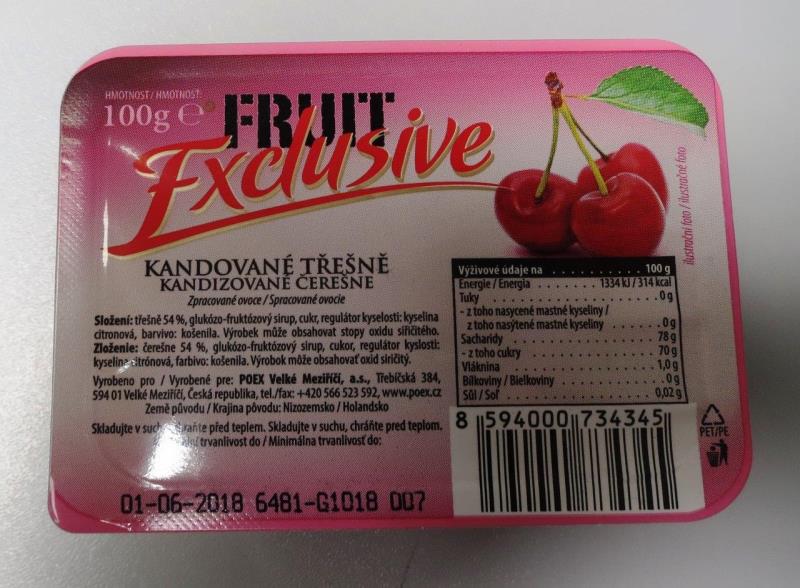 HMOTNOST / HMOTNOSŤ:
100g ℮
FRUIT
Exclusive
ilustrační foto / ilustračné foto
KANDOVANÉ TŘEŠNĚ
KANDIZOVANÉ ČEREŠNE
Zpracované ovoce / Spracované ovocie
Složení: třešně 54 %, glukózo-fruktózový sirup, cukr, regulátor kyselosti: kyselina
citronová, barvivo: košenila. Výrobek může obsahovat stopy oxidu siřičitého.
Zloženie: čerešne 54 %, glukózo-fruktózový sirup, cukor, regulátor kyslosti:
kyselina citrónová, farbivo: košenila. Výrobok môže obsahovať oxid siričitý.
Vyrobeno pro / Vyrobené pre: POEX Velké Meziříčí, a.s., Třebíčská 384,
594 01 Velké Meziříčí, Česká republika, tel./fax: +420 566 523 592, www.poex.cz
Země původu / Krajina pôvodu: Nizozemsko / Holandsko
Skladujte v suchu, chraňte před teplem. Skladujte v suchu, chráňte pred teplom.
trvanlivost do / Minimálna trvanlivosť do:
01-06-2018 6481-G1018 007
Výživové údaje na . . . . . . . . . . . 100 g
Energie / Energia 1334 kJ / 314 kcal
Tuky . . . . . . . . . . . . . . . . . . . . 0 g
- z toho nasycené mastné kyseliny /
z toho nasýtené mastné kyseliny . . . . . 0 g
Sacharidy . . . . . . . . . . . . . . . . . 78 g
- z toho cukry . . . . . . . . . . . . . . 70 g
Vláknina . . . . . . . . . . . . . . . . . 1,0 g
Bílkoviny / Bielkoviny . . . . . . . . . . 0 g
Sůl / Soľ . . . . . . . . . . . . . . . . 0,02 g
8 594000 734345
PET/PE